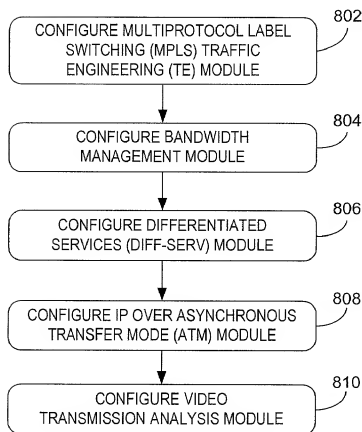 CONFIGURE MULTIPROTOCOL LABEL
SWITCHING (MPLS) TRAFFIC
ENGINEERING (TE) MODULE
802
CONFIGURE BANDWIDTH
MANAGEMENT MODULE
804
CONFIGURE DIFFERENTIATED
SERVICES (DIFF-SERV) MODULE
806
CONFIGURE IP OVER ASYNCHRONOUS
TRANSFER MODE (ATM) MODULE
808
CONFIGURE VIDEO
TRANSMISSION ANALYSIS MODULE
810